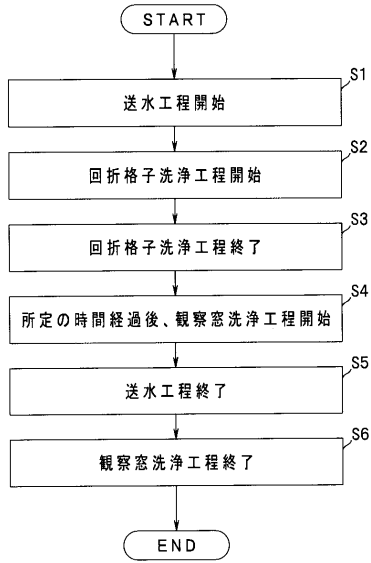 START
S1
送水工程開始
S2
回折格子洗浄工程開始
S3
回折格子洗浄工程終了
S4
所定の時間経過後、観察窓洗浄工程開始
S5
送水工程終了
S6
観察窓洗浄工程終了
END